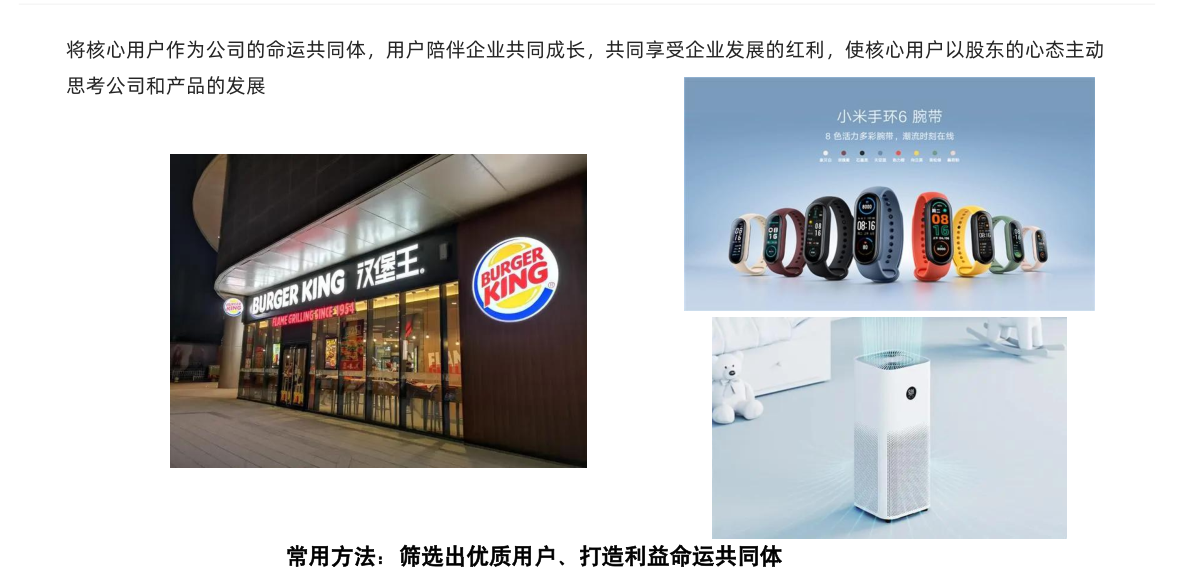 将核心用户作为公司的命运共同体，用户陪伴企业共同成长，共同享受企业发展的红利，使核心用户以股东的心态主动
思考公司和产品的发展
小米手环6 腕带
8 色活力多彩腕带，潮流时刻在线
BURGER KING 汉堡王
FLAME GRILLING SINCE 1954
BURGER
KING
®
BURGER
KING
08:16
常用方法：筛选出优质用户、打造利益命运共同体